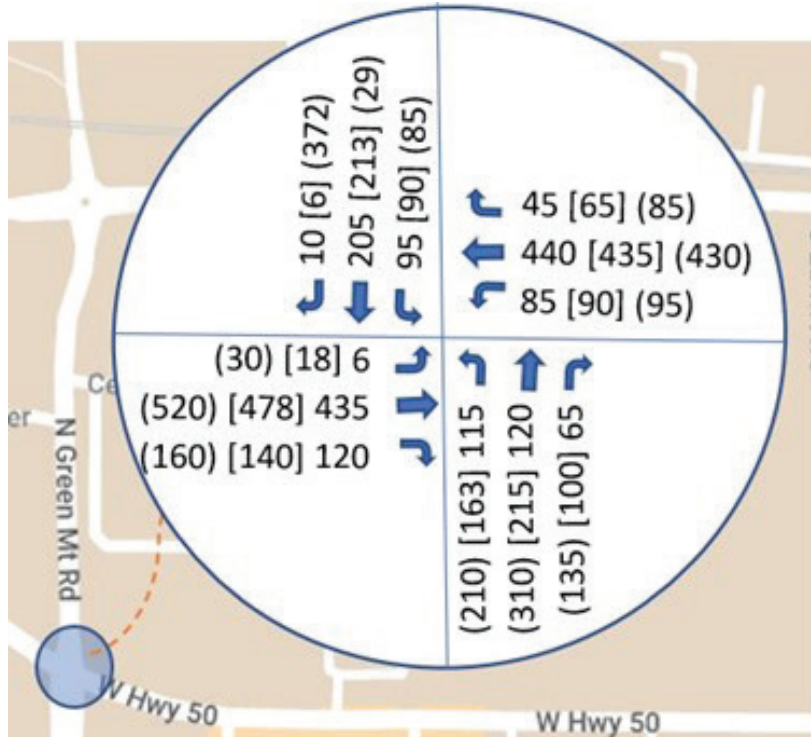 10 [6] (372)
205 [213] (29)
95 [90] (85)
45 [65] (85)
440 [435] (430)
85 [90] (95)
(30) [18] 6
(520) [478] 435
(160) [140] 120
(210) [163] 115
(310) [215] 120
(135) [100] 65
Ce
er
N Green Mt Rd
W Hwy 50
W Hwy 50